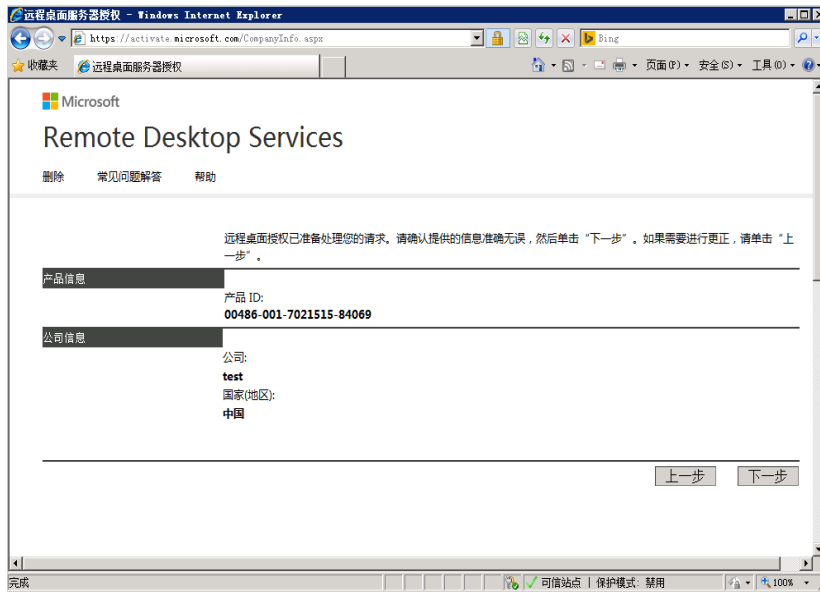 远程桌面服务器授权 - Windows Internet Explorer
https://activate.microsoft.com/CompanyInfo.aspx
Bing
收藏夹
远程桌面服务器授权
页面(P)
安全(S)
工具(O)
Microsoft
Remote Desktop Services
删除
常见问题解答
帮助
远程桌面授权已准备处理您的请求。请确认提供的信息准确无误，然后单击“下一步”。如果需要进行更正，请单击“上
一步”。
产品信息
产品 ID:
00486-001-7021515-84069
公司信息
公司:
test
国家(地区):
中国
上一步
下一步
完成
可信站点 | 保护模式: 禁用
100%